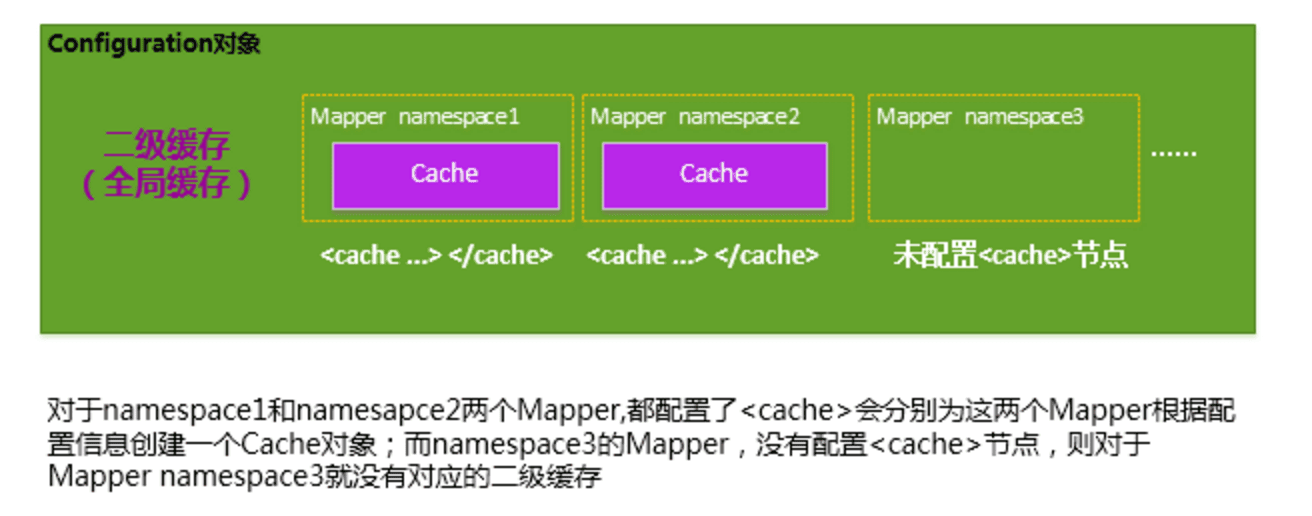 Configuration对象
二级缓存
（全局缓存）
Mapper namespace1
Cache
<cache ...> </cache>
Mapper namespace2
Cache
<cache ...> </cache>
Mapper namespace3
未配置<cache>节点
......
对于namespace1和namesapce2两个Mapper,都配置了<cache>会分别为这两个Mapper根据配
置信息创建一个Cache对象；而namespace3的Mapper，没有配置<cache>节点，则对于
Mapper namespace3就没有对应的二级缓存